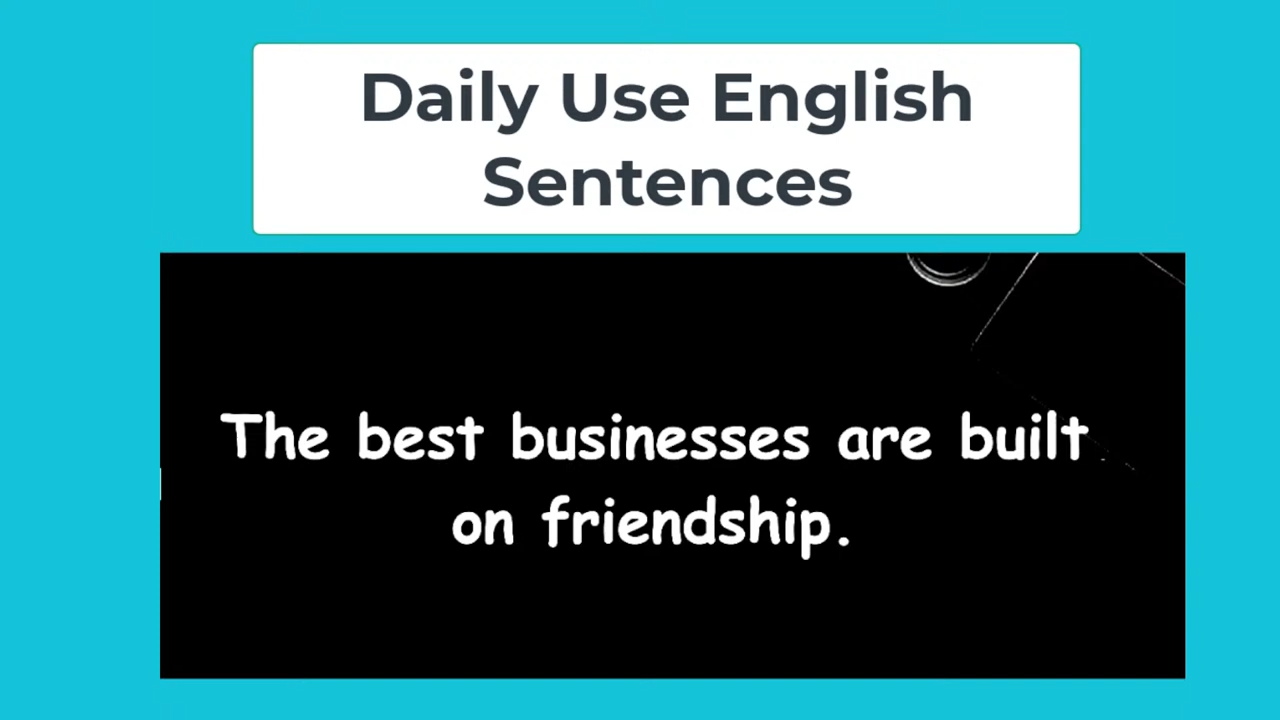 Daily Use English
Sentences
The best businesses are built
on friendship.